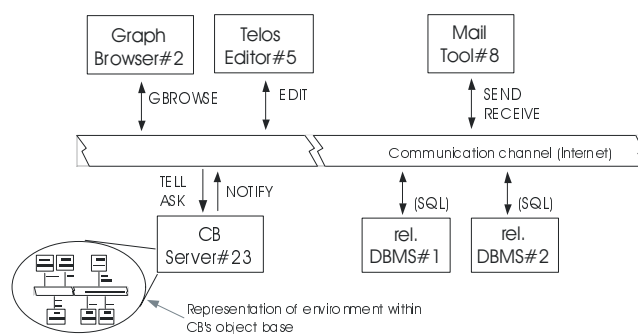 Graph
Browser#2
Telos
Editor#5
Mail
Tool#8
GBROWSE
EDIT
SEND
RECEIVE
Communication channel (Internet)
TELL
ASK
NOTIFY
(SQL)
(SQL)
CB
Server#23
rel.
DBMS#1
rel.
DBMS#2
Representation of environment within
CB's object base